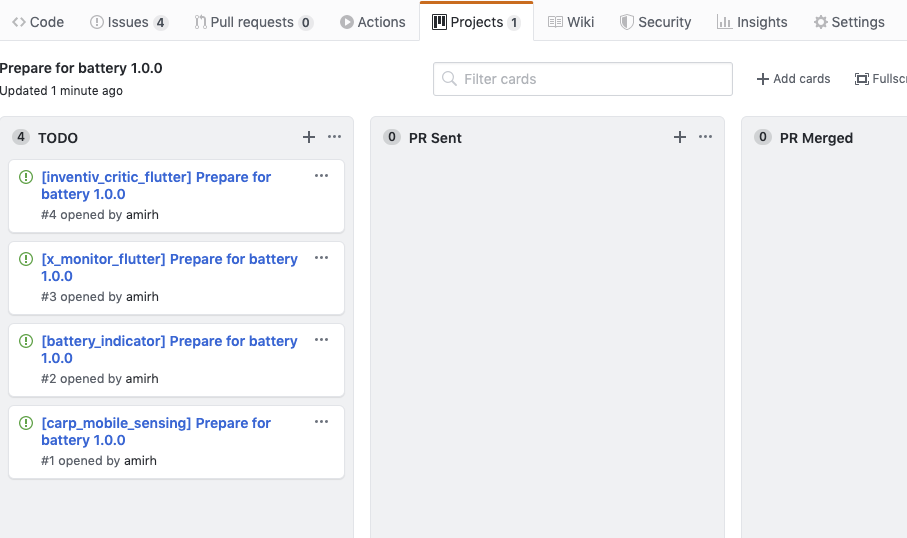 Code Issues 4 Pull requests 0 Actions Projects 1 Wiki Security Insights Settings
Prepare for battery 1.0.0
Updated 1 minute ago
Filter cards
Add cards
Fullscr
4 TODO
[inventiv_critic_flutter] Prepare for
battery 1.0.0
#4 opened by amirh
[x_monitor_flutter] Prepare for battery
1.0.0
#3 opened by amirh
[battery_indicator] Prepare for battery
1.0.0
#2 opened by amirh
[carp_mobile_sensing] Prepare for
battery 1.0.0
#1 opened by amirh
0 PR Sent
0 PR Merged